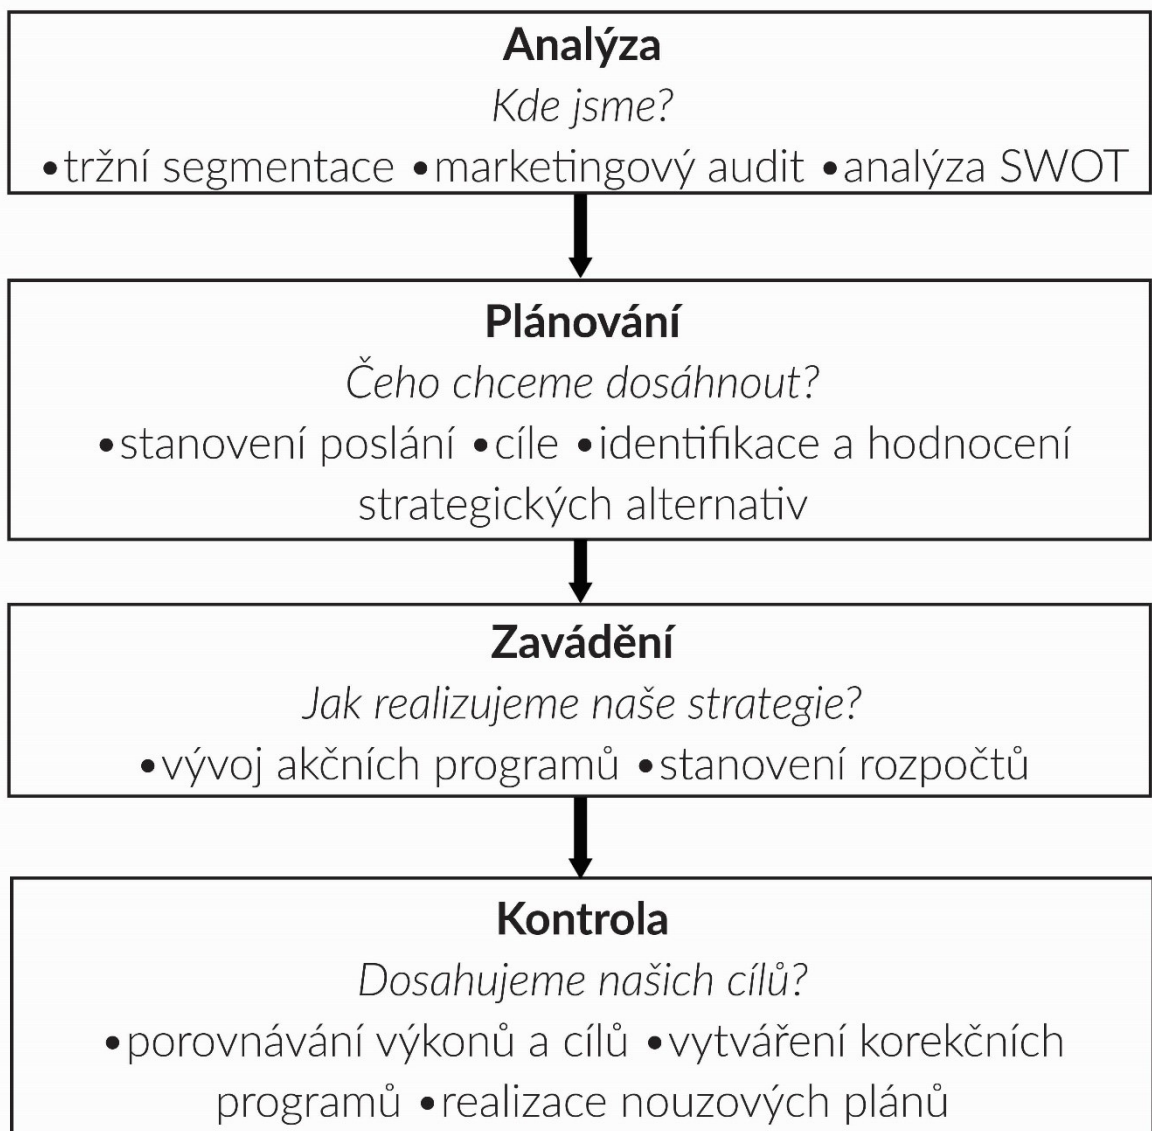 Analýza
Kde jsme?
•tržní segmentace •marketingový audit •analýza SWOT
Plánování
Čeho chceme dosáhnout?
•stanovení poslání •cíle •identifikace a hodnocení
strategických alternativ
Zavádění
Jak realizujeme naše strategie?
•vývoj akčních programů •stanovení rozpočtů
Kontrola
Dosahujeme našich cílů?
•porovnávání výkonů a cílů •vytváření korekčních
programů •realizace nouzových plánů